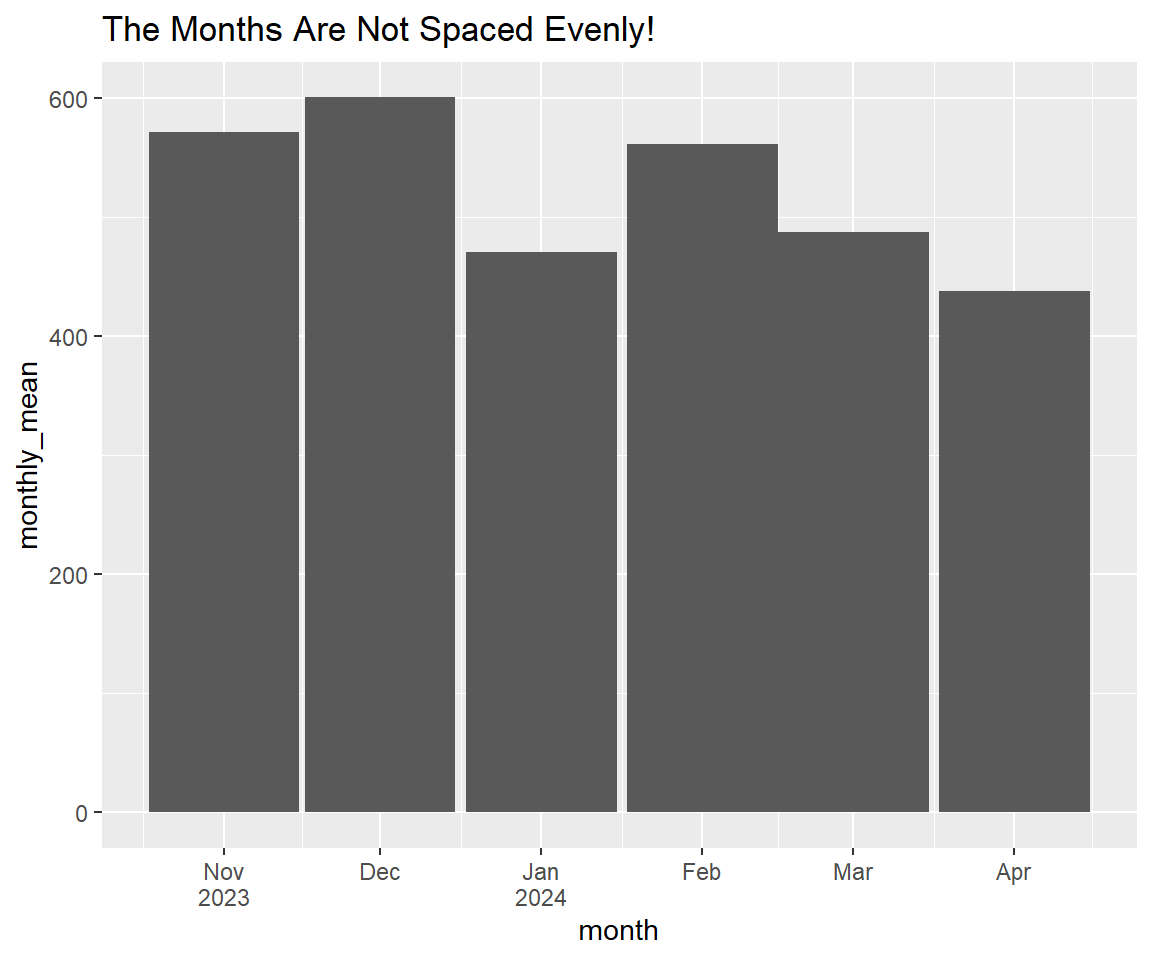 The Months Are Not Spaced Evenly!
600
400
200
0
monthly_mean
Nov Dec Jan Feb Mar Apr
2023 2024
month